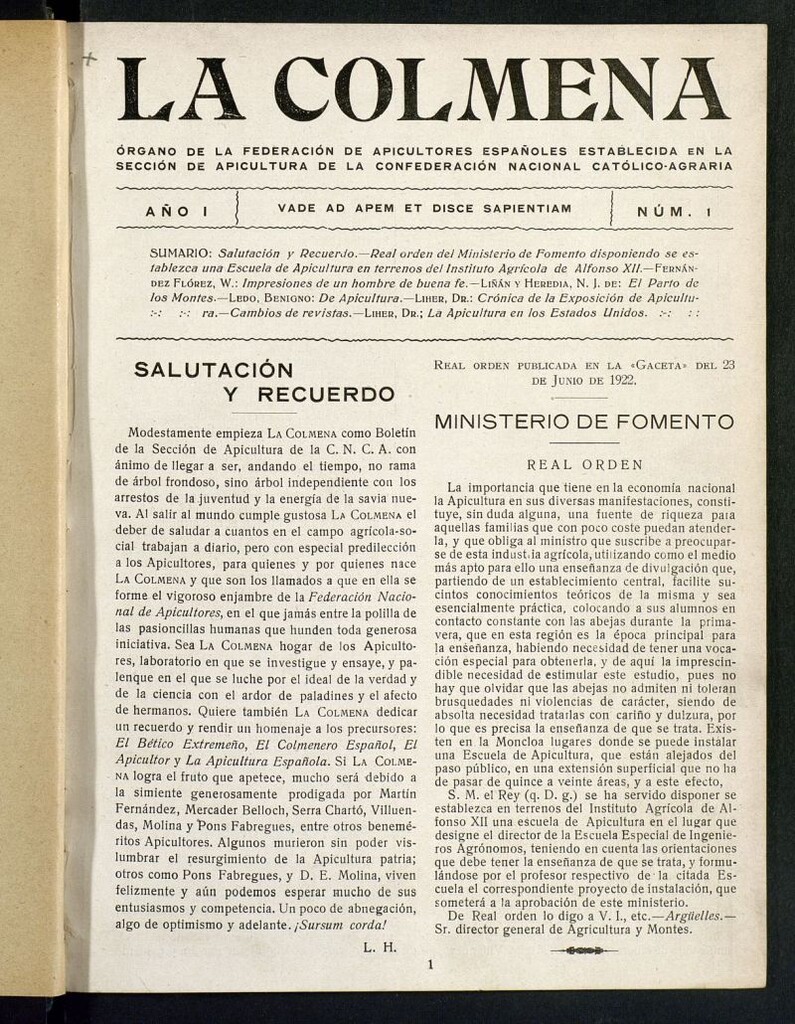 LA COLMENA
ÓRGANO DE LA FEDERACIÓN DE APICULTORES ESPAÑOLES ESTABLECIDA EN LA
SECCIÓN DE APICULTURA DE LA CONFEDERACIÓN NACIONAL CATÓLICO-AGRARIA
AÑO I
VADE AD APEM ET DISCE SAPIENTIAM
NÚM. 1
SUMARIO: Salutación y Recuerdo.—Real orden del Ministerio de Fomento disponiendo se es-
tablezca una Escuela de Apicultura en terrenos del Instituto Agrícola de Alfonso XII.—FERNÁN-
DEZ FLÓREZ, W.: Impresiones de un hombre de buena fe.—LIÑÁN Y HEREDIA, N. J. DE: El Parto de
los Montes.—LEDO, BENIGNO: De Apicultura.—LIHER, DR.: Crónica de la Exposición de Apicultu-
:-: :-: ra.—Cambios de revistas.—LIHER, DR.; La Apicultura en los Estados Unidos. :-: : :
SALUTACIÓN
Y RECUERDO
Modestamente empieza LA COLMENA como Boletín
de la Sección de Apicultura de la C. N. C. A. con
ánimo de llegar a ser, andando el tiempo, no rama
de árbol frondoso, sino árbol independiente con los
arrestos de la juventud y la energía de la savia nue-
va. Al salir al mundo cumple gustosa LA COLMENA el
deber de saludar a cuantos en el campo agrícola-so-
cial trabajan a diario, pero con especial predilección
a los Apicultores, para quienes y por quienes nace
LA COLMENA y que son los llamados a que en ella se
forme el vigoroso enjambre de la Federación Nacio-
nal de Apicultores, en el que jamás entre la polilla de
las pasioncillas humanas que hunden toda generosa
iniciativa. Sea LA COLMENA hogar de los Apiculto-
res, laboratorio en que se investigue y ensaye, y pa-
lenque en el que se luche por el ideal de la verdad y
de la ciencia con el ardor de paladines y el afecto
de hermanos. Quiere también LA COLMENA dedicar
un recuerdo y rendir un homenaje a los precursores:
El Bético Extremeño, El Colmenero Español, El
Apicultor y La Apicultura Española. Si LA COLME-
NA logra el fruto que apetece, mucho será debido a
la simiente generosamente prodigada por Martín
Fernández, Mercader Belloch, Serra Chartó, Villuen-
das, Molina y Pons Fabregues, entre otros benemé-
ritos Apicultores. Algunos murieron sin poder vis-
lumbrar el resurgimiento de la Apicultura patria;
otros como Pons Fabregues, y D. E. Molina, viven
felizmente y aún podemos esperar mucho de sus
entusiasmos y competencia. Un poco de abnegación,
algo de optimismo y adelante. ¡Sursum corda!
L. H.
REAL ORDEN PUBLICADA EN LA «GACETA» DEL 23
DE JUNIO DE 1922.
MINISTERIO DE FOMENTO
REAL ORDEN
La importancia que tiene en la economía nacional
la Apicultura en sus diversas manifestaciones, consti-
tuye, sin duda alguna, una fuente de riqueza para
aquellas familias que con poco coste puedan atender-
la, y que obliga al ministro que suscribe a preocupar-
se de esta industria agrícola, utilizando como el medio
más apto para ello una enseñanza de divulgación que,
partiendo de un establecimiento central, facilite su-
cintos conocimientos teóricos de la misma y sea
esencialmente práctica, colocando a sus alumnos en
contacto constante con las abejas durante la prima-
vera, que en esta región es la época principal para
la enseñanza, habiendo necesidad de tener una voca-
ción especial para obtenerla, y de aquí la imprescin-
dible necesidad de estimular este estudio, pues no
hay que olvidar que las abejas no admiten ni toleran
brusquedades ni violencias de carácter, siendo de
absolta necesidad tratarlas con cariño y dulzura, por
lo que es precisa la enseñanza de que se trata. Exis-
ten en la Moncloa lugares donde se puede instalar
una Escuela de Apicultura, que están alejados del
paso público, en una extensión superficial que no ha
de pasar de quince a veinte áreas, y a este efecto,
S. M. el Rey (q. D. g.) se ha servido disponer se
establezca en terrenos del Instituto Agrícola de Al-
fonso XII una escuela de Apicultura en el lugar que
designe el director de la Escuela Especial de Ingenie-
ros Agrónomos, teniendo en cuenta las orientaciones
que debe tener la enseñanza de que se trata, y formu-
lándose por el profesor respectivo de la citada Es-
cuela el correspondiente proyecto de instalación, que
someterá a la aprobación de este ministerio.
De Real orden lo digo a V. I., etc.—Argüelles.—
Sr. director general de Agricultura y Montes.
1